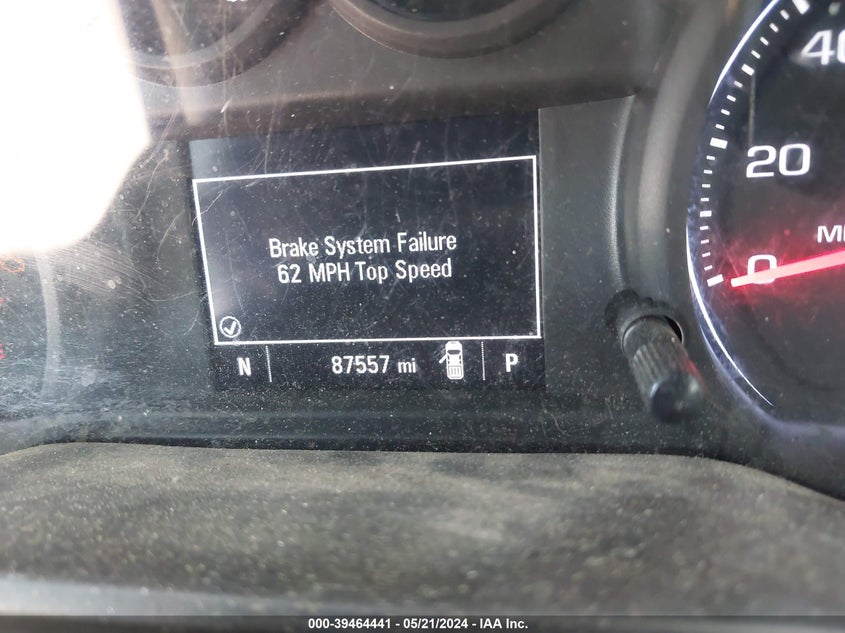 40
20
0
Brake System Failure
62 MPH Top Speed
N
87557 mi
P
000-39464441 - 05/21/2024 - IAA Inc.